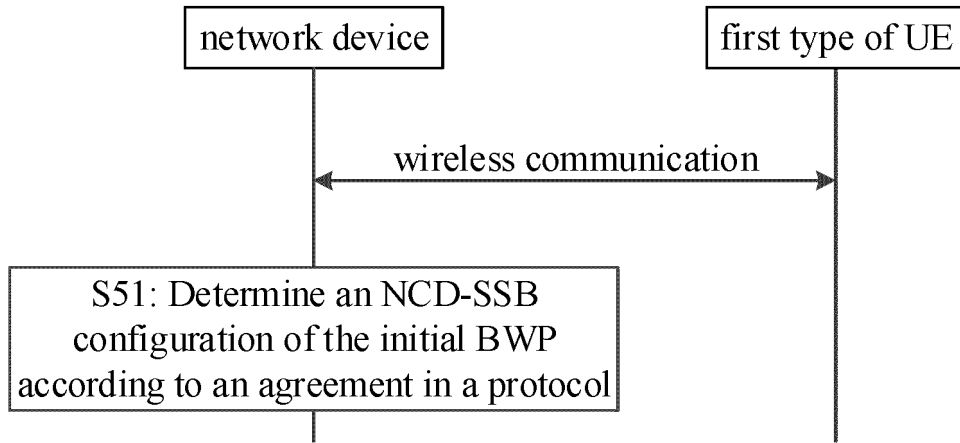 network device
first type of UE
wireless communication
S51: Determine an NCD-SSB
configuration of the initial BWP
according to an agreement in a protocol